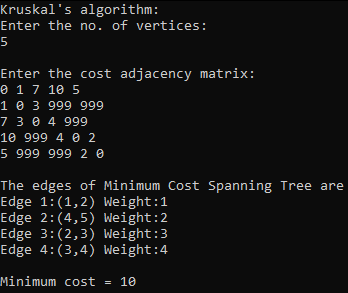 Kruskal's algorithm:
Enter the no. of vertices:
5
Enter the cost adjacency matrix:
0 1 7 10 5
1 0 3 999 999
7 3 0 4 999
10 999 4 0 2
5 999 999 2 0
The edges of Minimum Cost Spanning Tree are
Edge 1:(1,2) Weight:1
Edge 2:(4,5) Weight:2
Edge 3:(2,3) Weight:3
Edge 4:(3,4) Weight:4
Minimum cost = 10